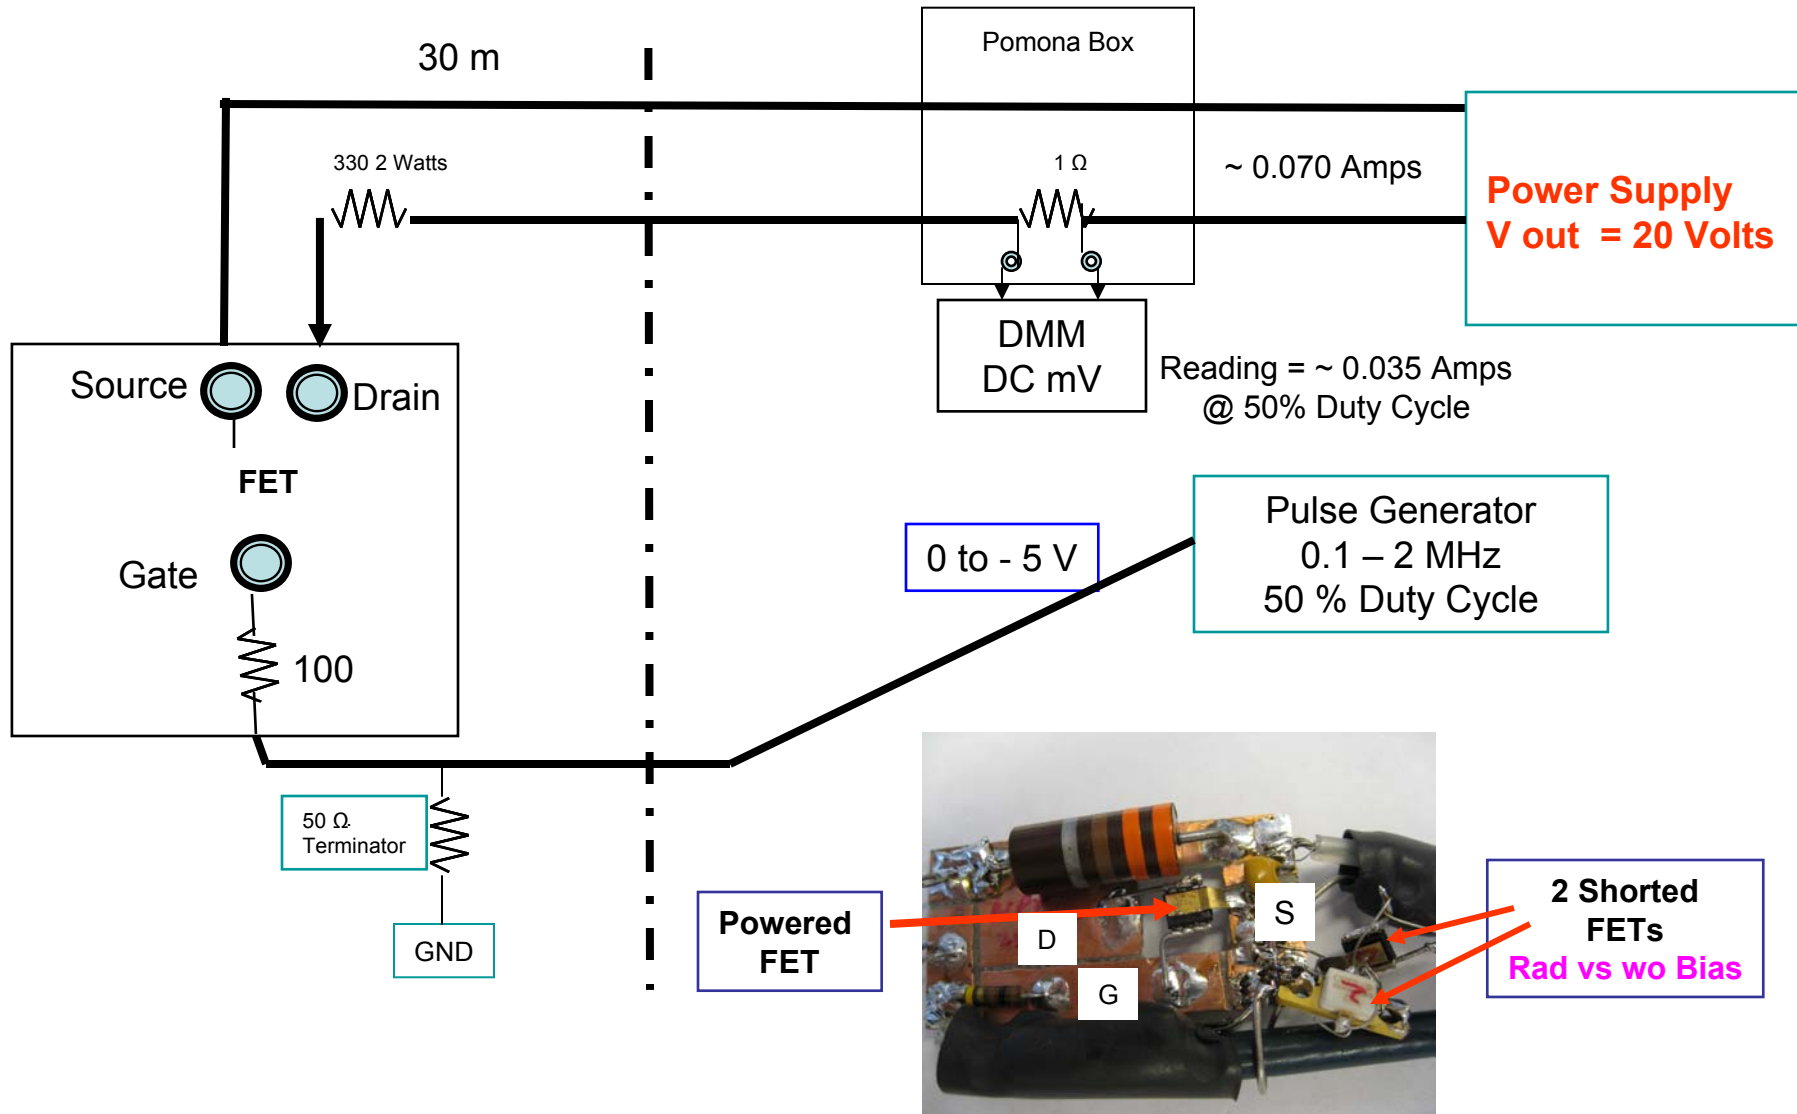 30 m
Pomona Box
330 2 Watts
1 Ω
~ 0.070 Amps
Power Supply
V out = 20 Volts
DMM
DC mV
Reading = ~ 0.035 Amps
@ 50% Duty Cycle
Source
Drain
FET
Gate
100
0 to - 5 V
Pulse Generator
0.1 – 2 MHz
50 % Duty Cycle
50 Ω
Terminator
GND
Powered
FET
D
S
G
2 Shorted
FETs
Rad vs wo Bias